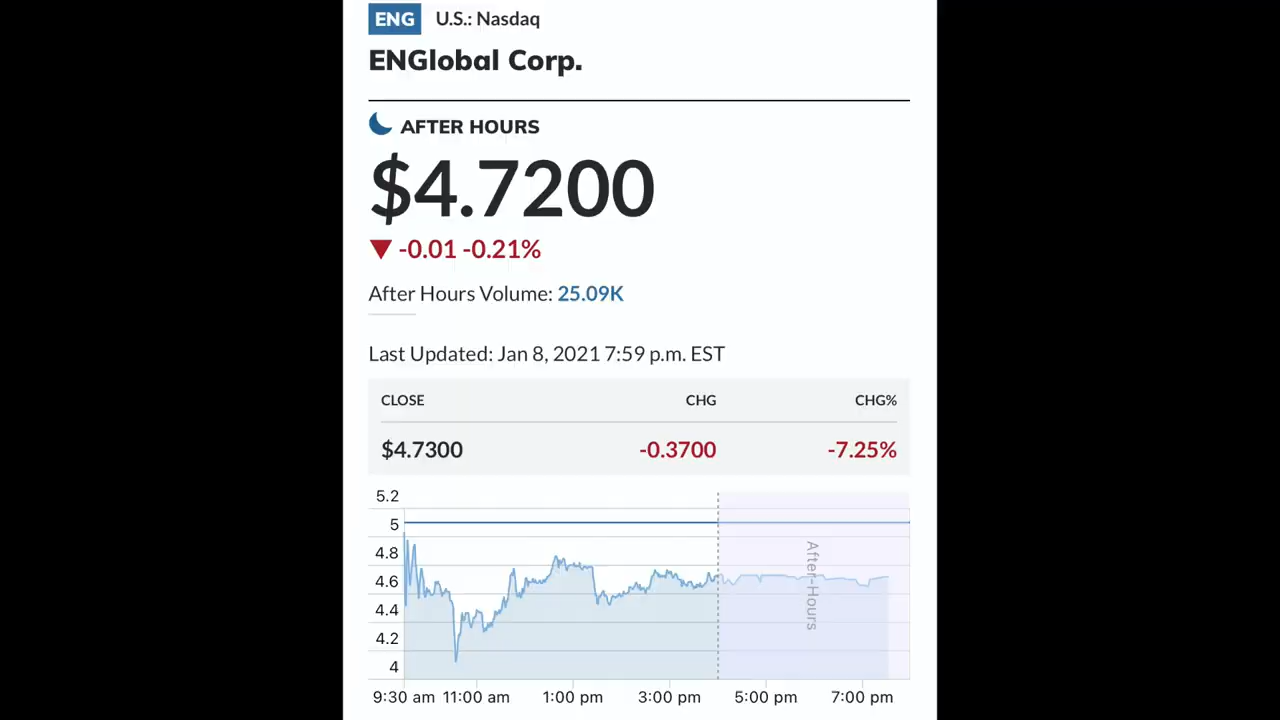 ENG U.S.: Nasdaq
ENGlobal Corp.
AFTER HOURS
$4.7200
▼ -0.01 -0.21%
After Hours Volume: 25.09K
Last Updated: Jan 8, 2021 7:59 p.m. EST
CLOSE CHG CHG%
$4.7300 -0.3700 -7.25%
5.2
5
4.8
4.6
4.4
4.2
4
After Hours
9:30 am 11:00 am 1:00 pm 3:00 pm 5:00 pm 7:00 pm